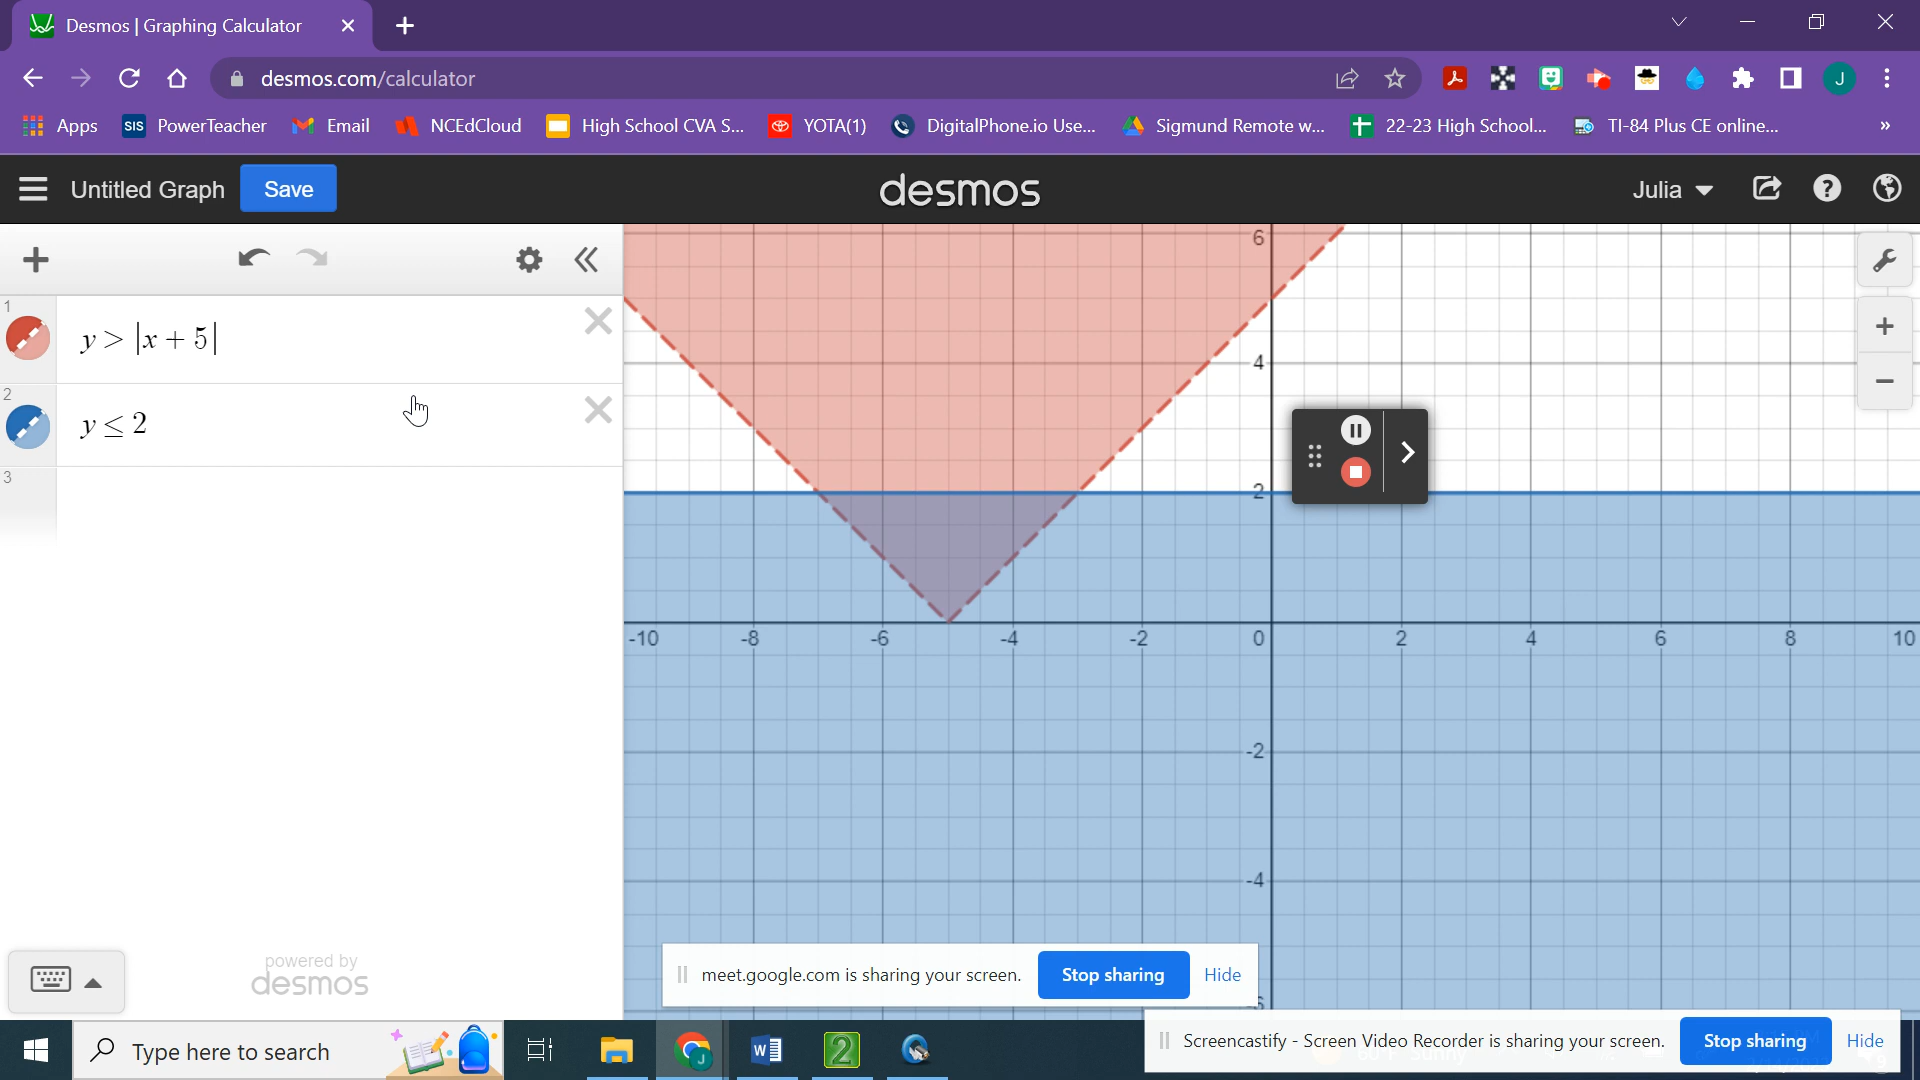 Desmos | Graphing Calculator
desmos.com/calculator
J
Apps
SIS PowerTeacher
Email
NCEdCloud
High School CVA S...
YOTA(1)
DigitalPhone.io Use...
Sigmund Remote w...
22-23 High School...
TI-84 Plus CE online...
»
Untitled Graph
Save
desmos
Julia
1
y > |x + 5|
2
y ≤ 2
3
6
4
2
-10 -8 -6 -4 -2 0 2 4 6 8 10
-2
-4
powered by
desmos
meet.google.com is sharing your screen.
Stop sharing
Hide
Type here to search
Screencastify - Screen Video Recorder is sharing your screen.
Stop sharing
Hide